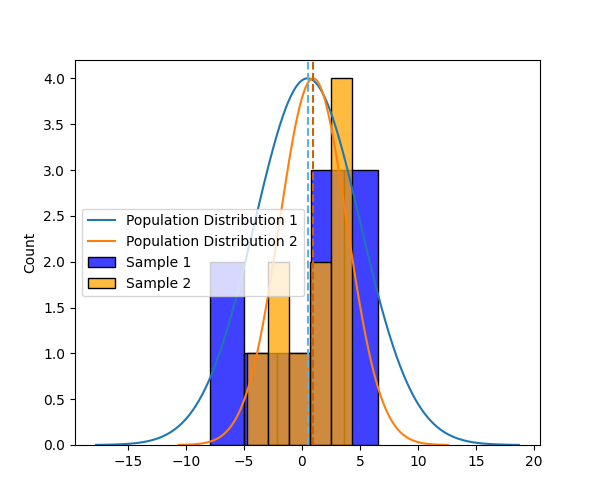 4.0
3.5
3.0
2.5
2.0
1.5
1.0
0.5
0.0
Count
Population Distribution 1
Population Distribution 2
Sample 1
Sample 2
−15 −10 −5 0 5 10 15 20